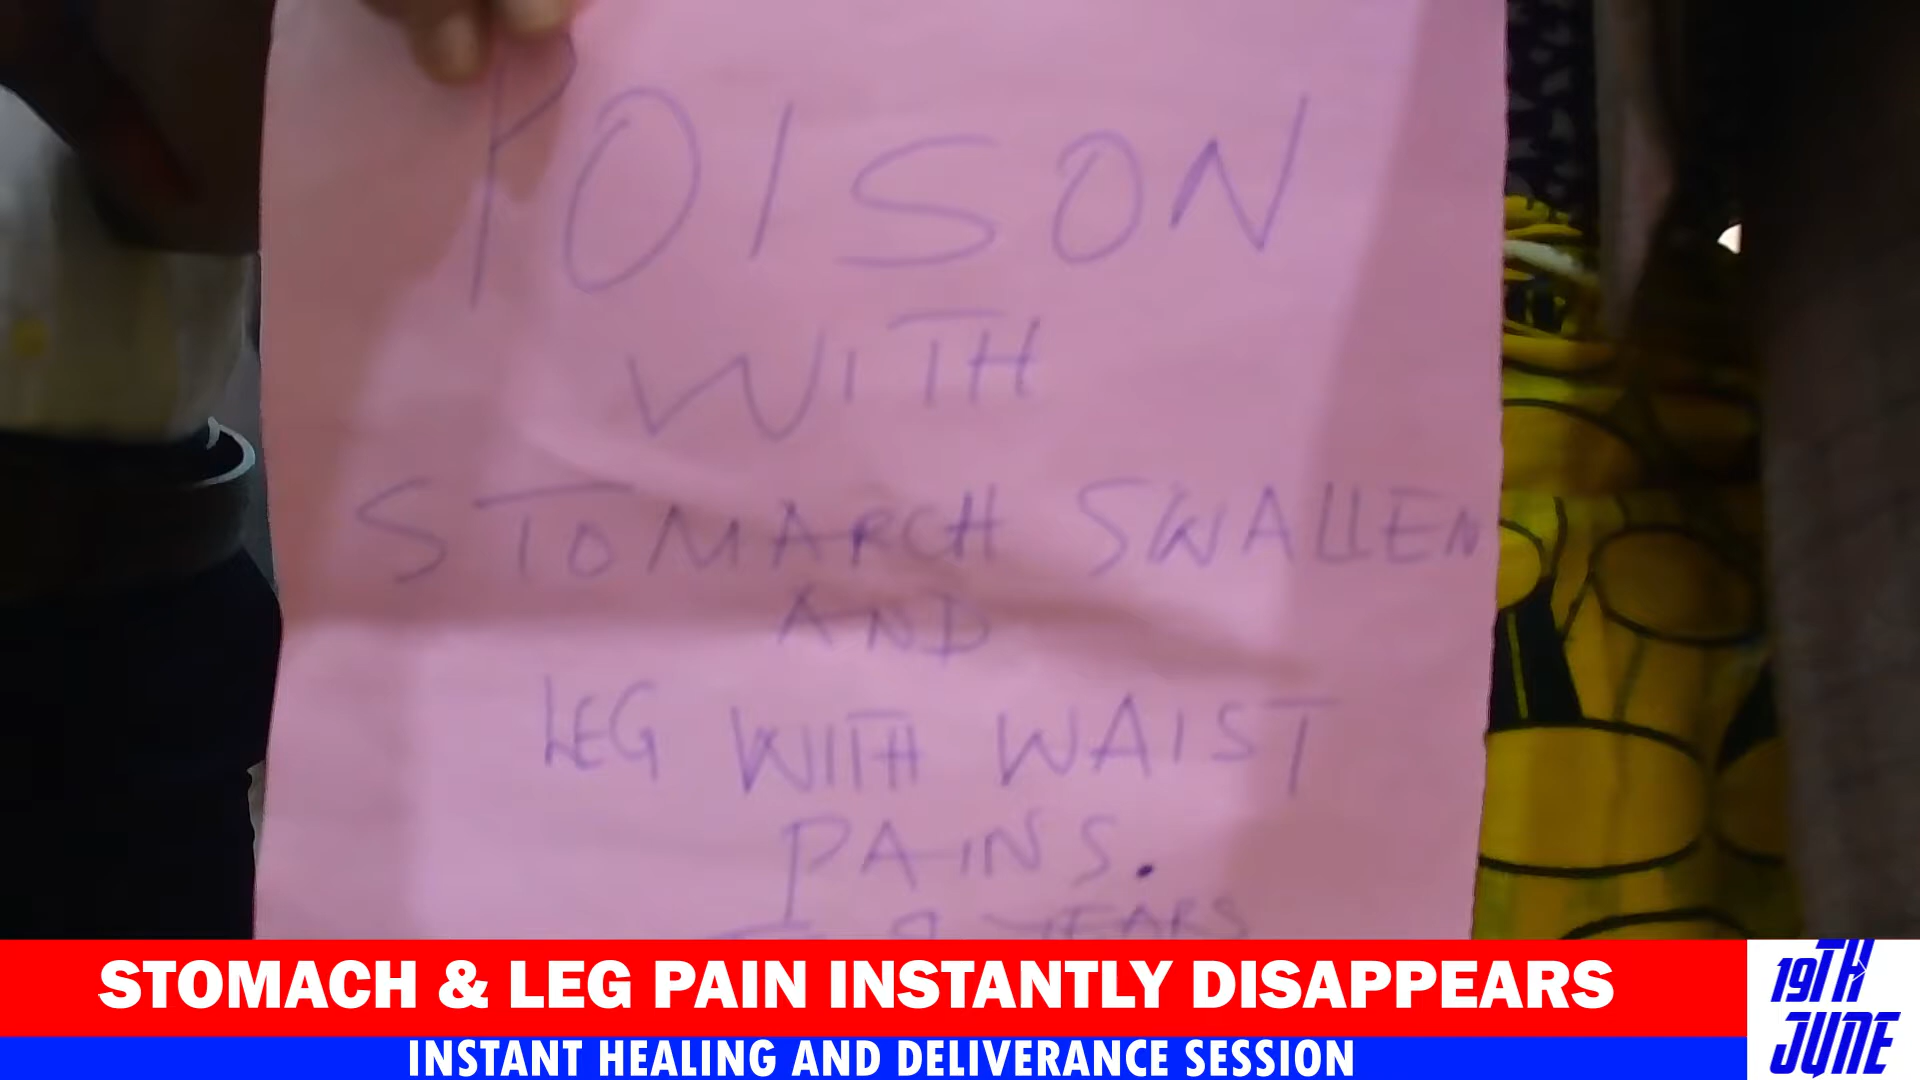 POISON
WITH
STOMARCH SWALLEN
AND
LEG WITH WAIST
PAINS.
YEARS
STOMACH & LEG PAIN INSTANTLY DISAPPEARS
INSTANT HEALING AND DELIVERANCE SESSION
19TH
JUNE